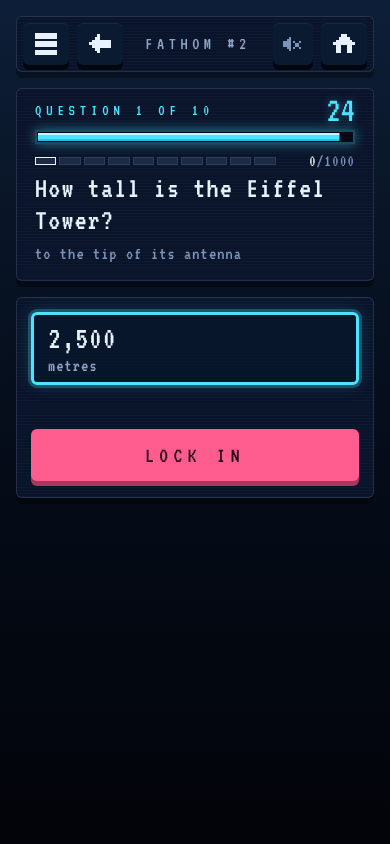 FATHOM #2
QUESTION 1 OF 10
24
0/1000
How tall is the Eiffel
Tower?
to the tip of its antenna
2,500
metres
LOCK IN